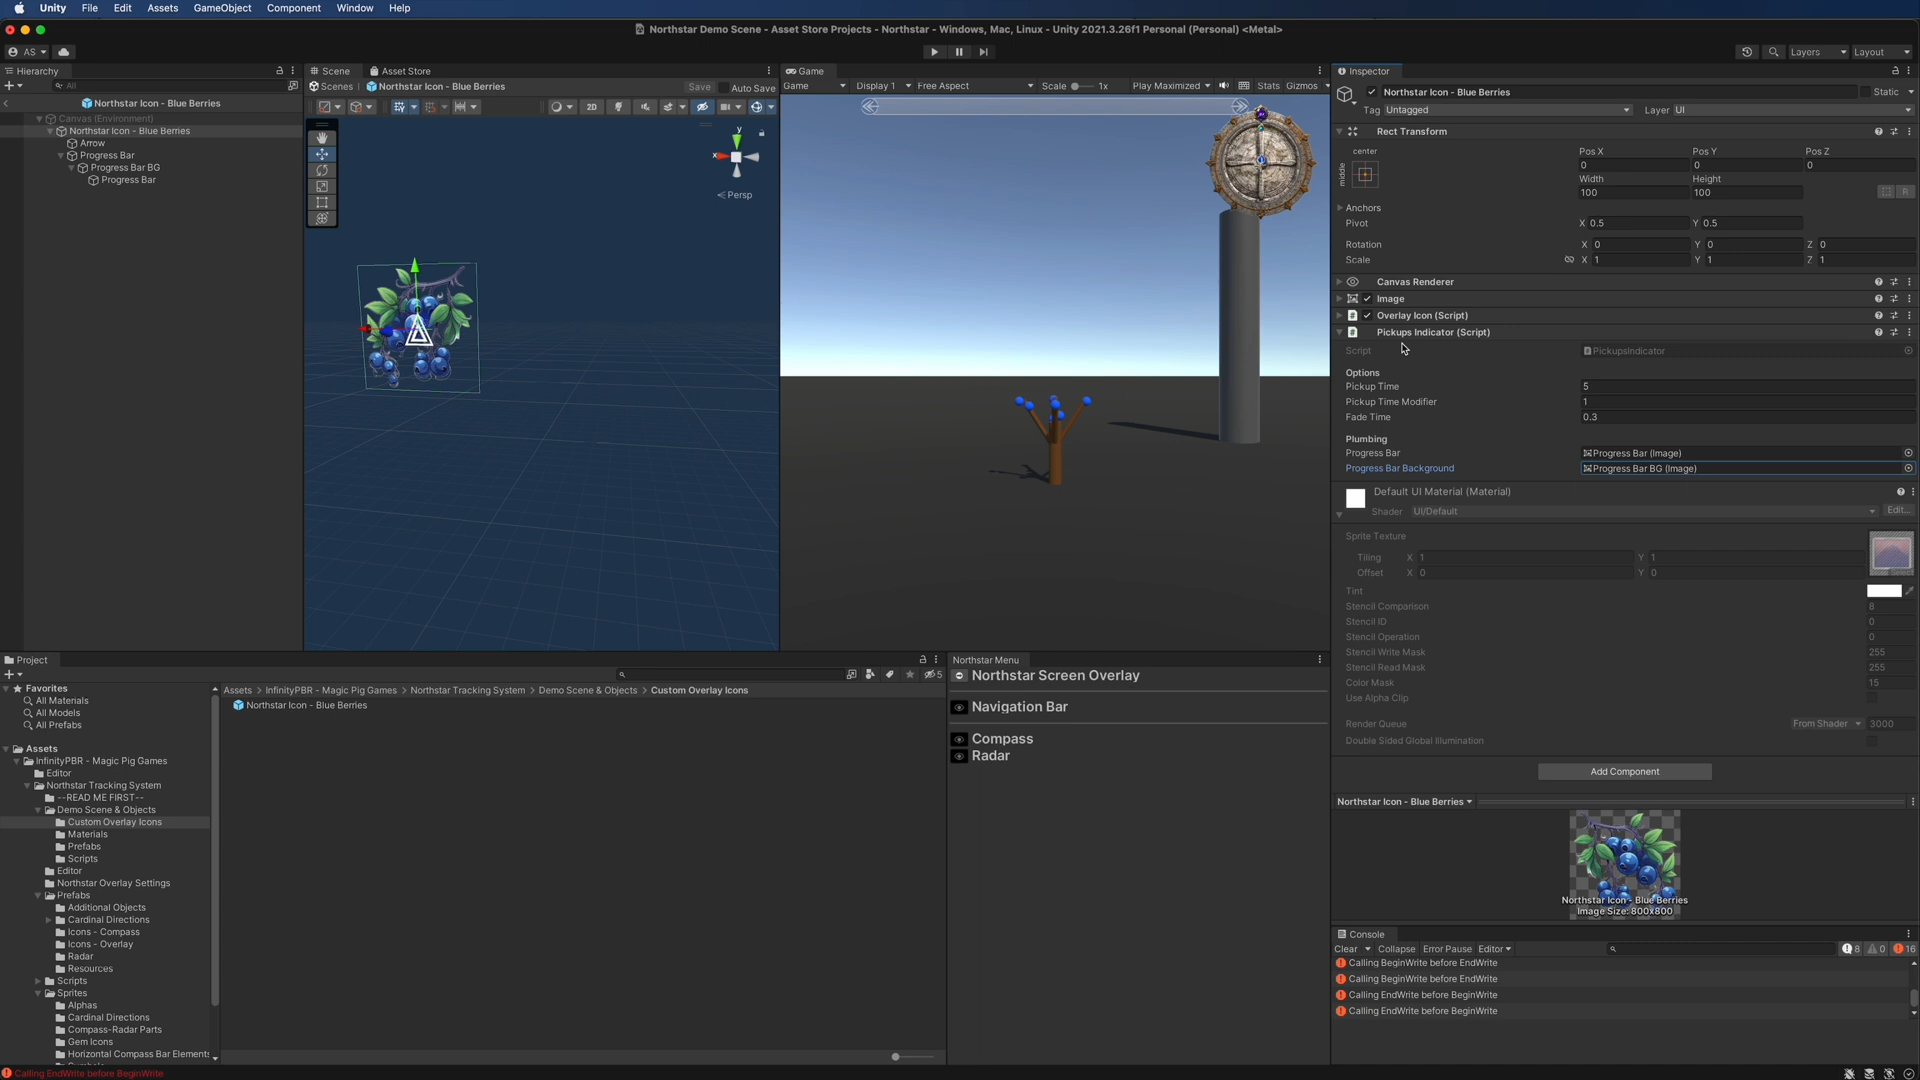 Unity File Edit Assets GameObject Component Window Help
Northstar Demo Scene - Asset Store Projects - Northstar - Windows, Mac, Linux - Unity 2021.3.26f1 Personal (Personal) <Metal>
AS
Layers
Layout
Hierarchy
All
Northstar Icon - Blue Berries
Canvas (Environment)
Northstar Icon - Blue Berries
Arrow
Progress Bar
Progress Bar BG
Progress Bar
Scene
Asset Store
Scenes
Northstar Icon - Blue Berries
Save
Auto Save
2D
y
x
Persp
Game
Game
Display 1
Free Aspect
Scale
1x
Play Maximized
Stats
Gizmos
Inspector
Northstar Icon - Blue Berries
Static
Tag Untagged
Layer UI
Rect Transform
center
middle
Pos X
Pos Y
Pos Z
0
0
0
Width
Height
100
100
R
Anchors
Pivot
X 0.5
Y 0.5
Rotation
X 0
Y 0
Z 0
Scale
X 1
Y 1
Z 1
Canvas Renderer
Image
Overlay Icon (Script)
Pickups Indicator (Script)
Script
PickupsIndicator
Options
Pickup Time
5
Pickup Time Modifier
1
Fade Time
0.3
Plumbing
Progress Bar
Progress Bar (Image)
Progress Bar Background
Progress Bar BG (Image)
Default UI Material (Material)
Shader
UI/Default
Edit...
Sprite Texture
Tiling
X 1
Y 1
Offset
X 0
Y 0
Tint
Stencil Comparison
8
Stencil ID
0
Stencil Operation
0
Stencil Write Mask
255
Stencil Read Mask
255
Color Mask
15
Use Alpha Clip
Render Queue
From Shader
3000
Double Sided Global Illumination
Add Component
Northstar Icon - Blue Berries
Northstar Icon - Blue Berries
Image Size: 800x800
Console
Clear
Collapse
Error Pause
Editor
8
0
16
Calling BeginWrite before EndWrite
Calling BeginWrite before EndWrite
Calling EndWrite before BeginWrite
Calling EndWrite before BeginWrite
Project
5
Favorites
All Materials
All Models
All Prefabs
Assets
InfinityPBR - Magic Pig Games
Editor
Northstar Tracking System
--READ ME FIRST--
Demo Scene & Objects
Custom Overlay Icons
Materials
Prefabs
Scripts
Editor
Northstar Overlay Settings
Prefabs
Additional Objects
Cardinal Directions
Icons - Compass
Icons - Overlay
Radar
Resources
Scripts
Sprites
Alphas
Cardinal Directions
Compass-Radar Parts
Gem Icons
Horizontal Compass Bar Elements
Assets > InfinityPBR - Magic Pig Games > Northstar Tracking System > Demo Scene & Objects > Custom Overlay Icons
Northstar Icon - Blue Berries
Northstar Menu
Northstar Screen Overlay
Navigation Bar
Compass
Radar
Calling EndWrite before BeginWrite